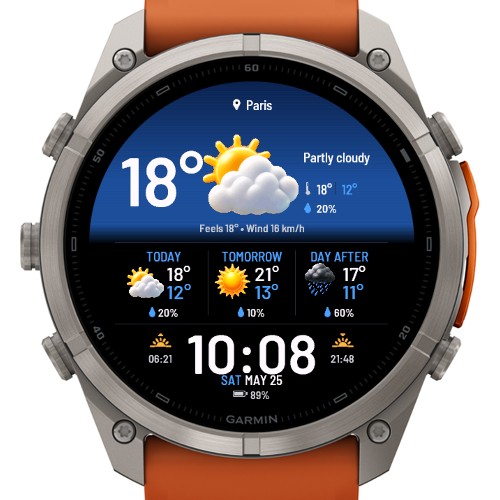 60
Paris
50
18°
Partly cloudy
18° 12°
20%
Feels 18° • Wind 16 km/h
TODAY
18°
12°
20%
TOMORROW
21°
13°
10%
DAY AFTER
17°
11°
60%
40
20
06:21
10:08
21:48
SAT MAY 25
89%
GARMIN